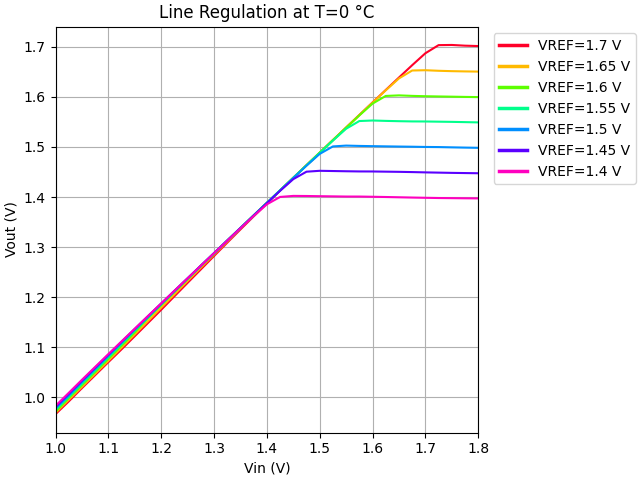 Line Regulation at T=0 °C
Vout (V)
1.7
1.6
1.5
1.4
1.3
1.2
1.1
1.0
1.0 1.1 1.2 1.3 1.4 1.5 1.6 1.7 1.8
Vin (V)
VREF=1.7 V
VREF=1.65 V
VREF=1.6 V
VREF=1.55 V
VREF=1.5 V
VREF=1.45 V
VREF=1.4 V